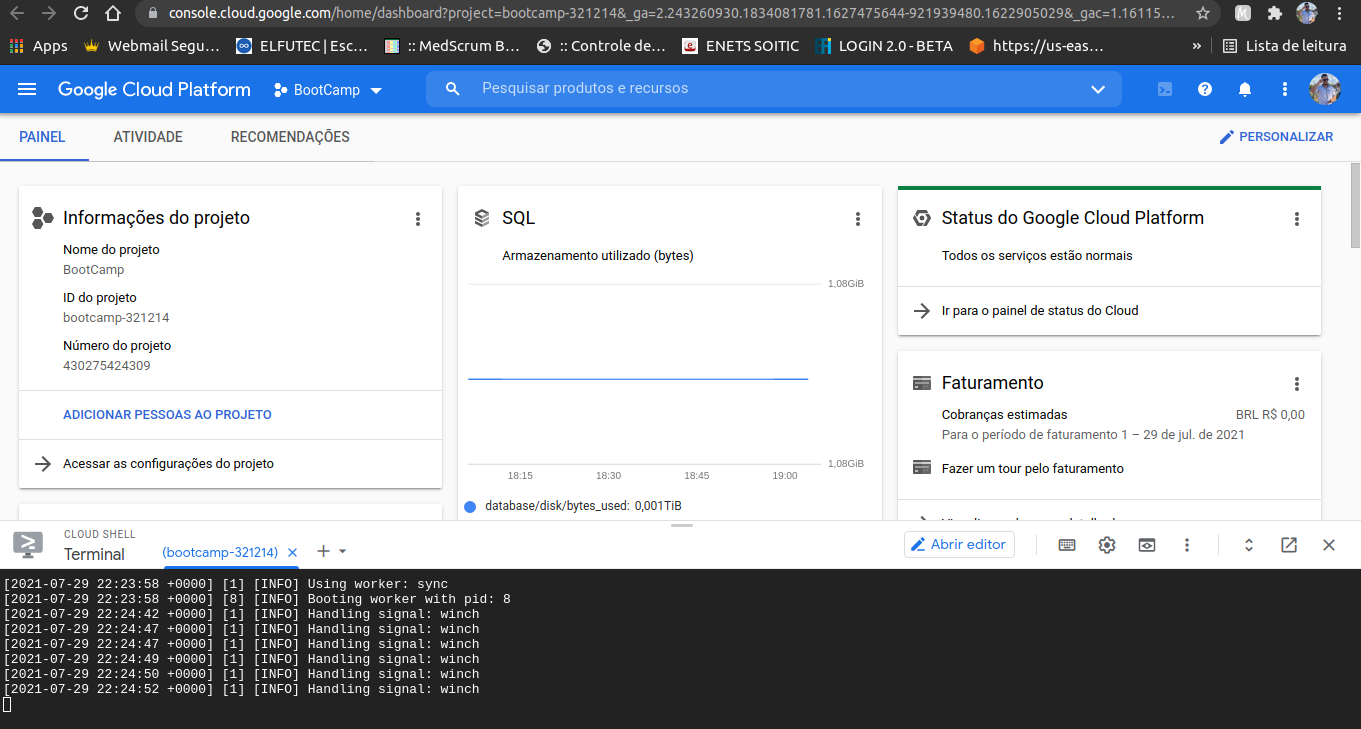 console.cloud.google.com/home/dashboard?project=bootcamp-321214&_ga=2.243260930.1834081781.1627475644-921939480.1622905029&_gac=1.16115...
Apps Webmail Segu... ELFUTEC | Esc... :: MedScrum B... :: Controle de... ENETS SOITIC LOGIN 2.0 - BETA https://us-eas... » Lista de leitura
Google Cloud Platform BootCamp Pesquisar produtos e recursos
PAINEL ATIVIDADE RECOMENDAÇÕES PERSONALIZAR
Informações do projeto
Nome do projeto
BootCamp
ID do projeto
bootcamp-321214
Número do projeto
430275424309
ADICIONAR PESSOAS AO PROJETO
Acessar as configurações do projeto
SQL
Armazenamento utilizado (bytes)
1,08GiB
1,08GiB
18:15 18:30 18:45 19:00
database/disk/bytes_used: 0,001TiB
Status do Google Cloud Platform
Todos os serviços estão normais
Ir para o painel de status do Cloud
Faturamento
Cobranças estimadas BRL R$ 0,00
Para o período de faturamento 1 – 29 de jul. de 2021
Fazer um tour pelo faturamento
CLOUD SHELL
Terminal (bootcamp-321214) Abrir editor
[2021-07-29 22:23:58 +0000] [1] [INFO] Using worker: sync
[2021-07-29 22:23:58 +0000] [8] [INFO] Booting worker with pid: 8
[2021-07-29 22:24:42 +0000] [1] [INFO] Handling signal: winch
[2021-07-29 22:24:47 +0000] [1] [INFO] Handling signal: winch
[2021-07-29 22:24:47 +0000] [1] [INFO] Handling signal: winch
[2021-07-29 22:24:49 +0000] [1] [INFO] Handling signal: winch
[2021-07-29 22:24:50 +0000] [1] [INFO] Handling signal: winch
[2021-07-29 22:24:52 +0000] [1] [INFO] Handling signal: winch